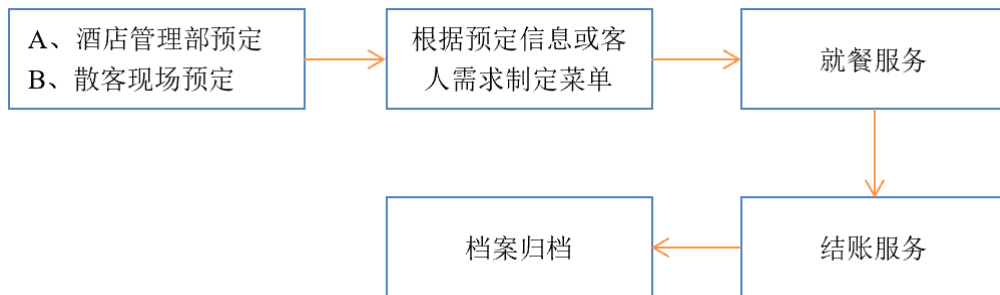 A、酒店管理部预定
B、散客现场预定
根据预定信息或客
人需求制定菜单
就餐服务
档案归档
结账服务